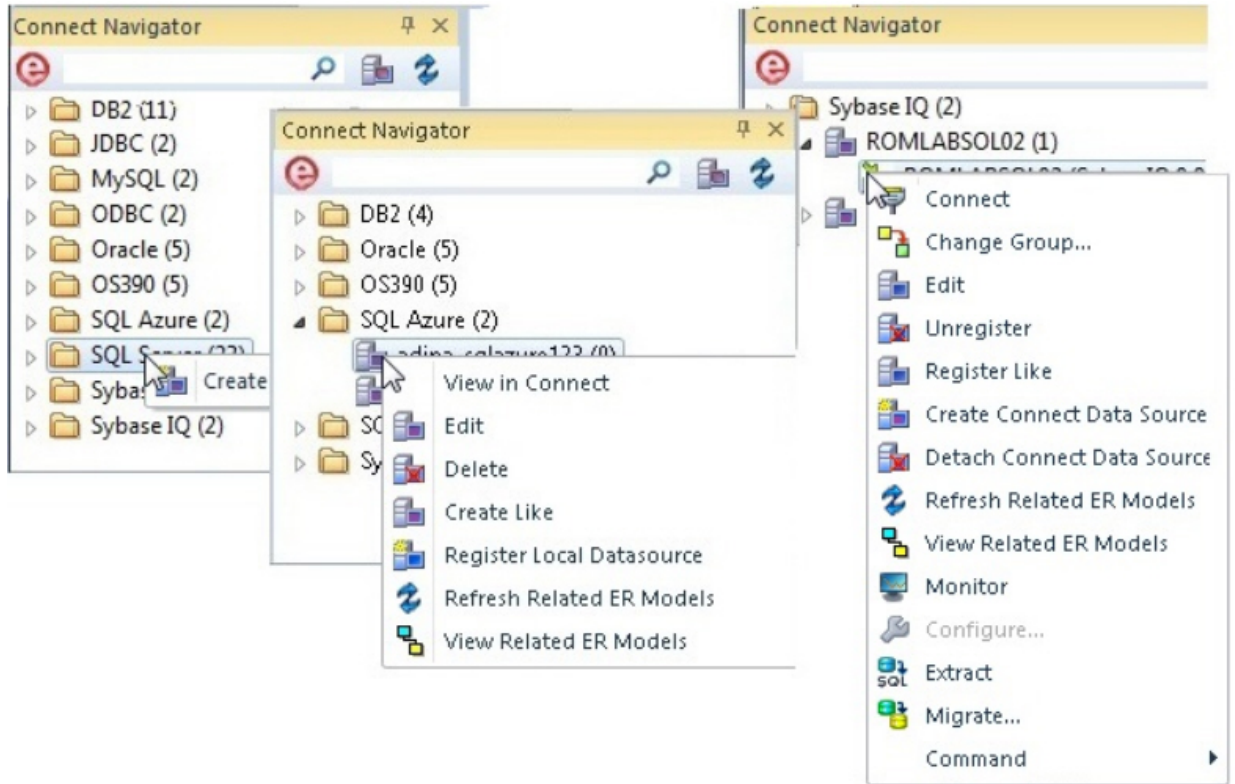 Connect Navigator
DB2 (11)
JDBC (2)
MySQL (2)
ODBC (2)
Oracle (5)
OS390 (5)
SQL Azure (2)
SQL
Create
Sybase IQ (2)
Connect Navigator
DB2 (4)
Oracle (5)
OS390 (5)
SQL Azure (2)
View in Connect
Edit
Delete
Create Like
Register Local Datasource
Refresh Related ER Models
View Related ER Models
Connect Navigator
Sybase IQ (2)
ROMLABSOL02 (1)
Connect
Change Group...
Edit
Unregister
Register Like
Create Connect Data Source
Detach Connect Data Source
Refresh Related ER Models
View Related ER Models
Monitor
Configure...
SQL Extract
Migrate...
Command